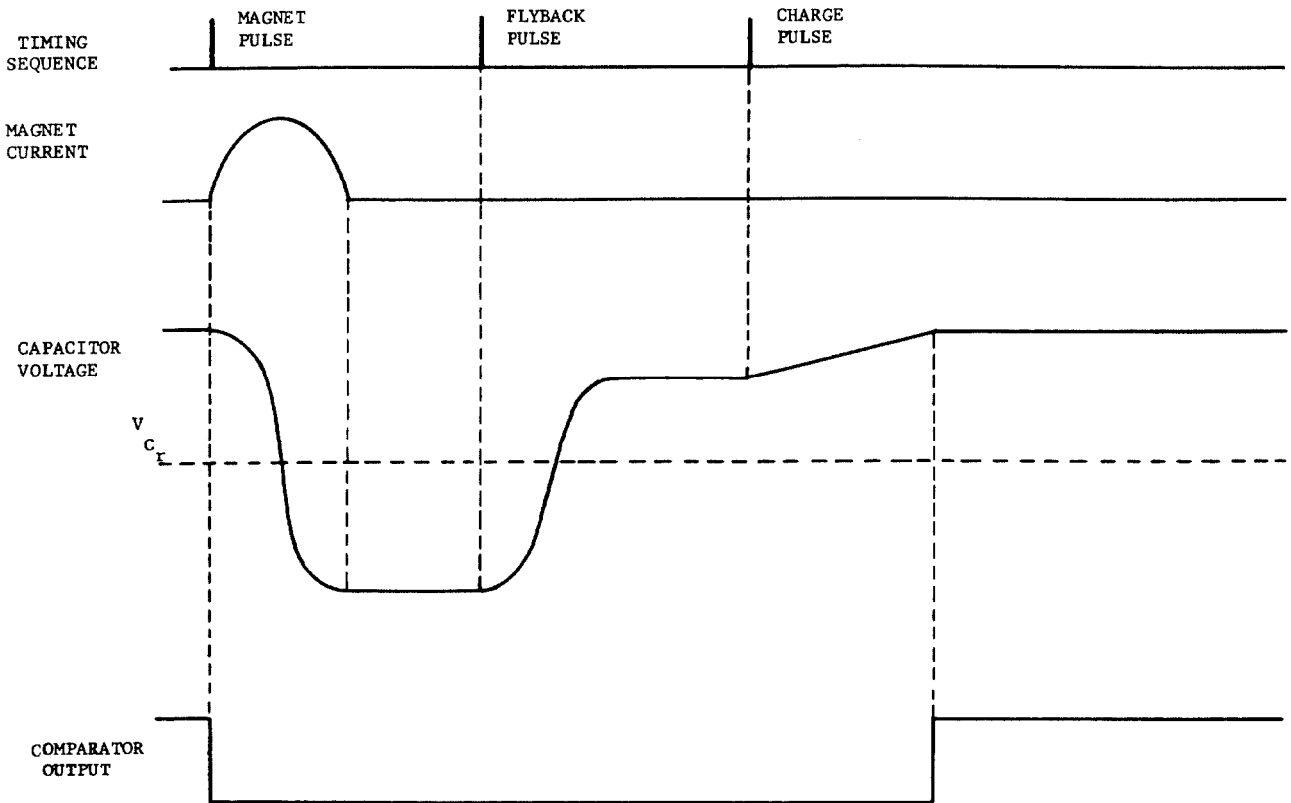 MAGNET
PULSE
FLYBACK
PULSE
CHARGE
PULSE
TIMING
SEQUENCE
MAGNET
CURRENT
CAPACITOR
VOLTAGE
V
C
r
COMPARATOR
OUTPUT